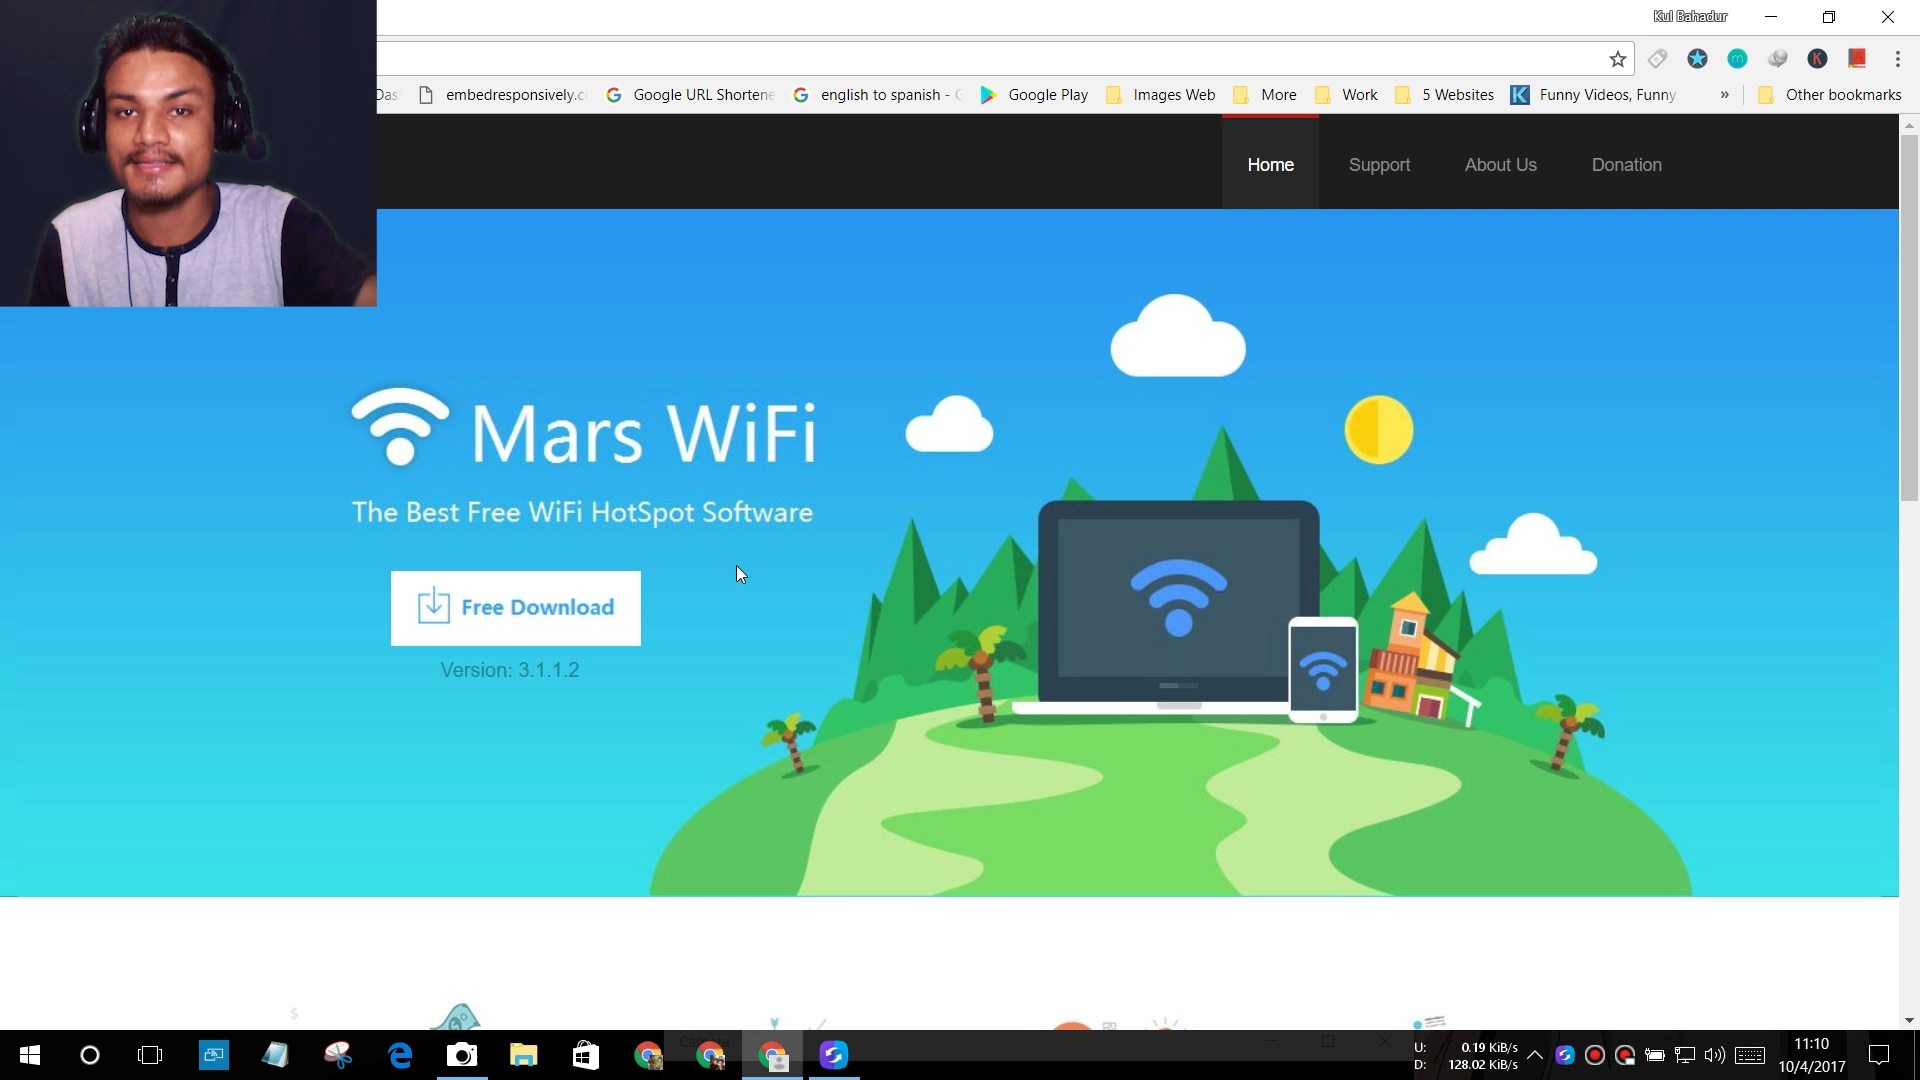 Kul Bahadur
embedresponsively.c
Google URL Shortene
english to spanish - G
Google Play
Images Web
More
Work
5 Websites
Funny Videos, Funny
»
Other bookmarks
Home
Support
About Us
Donation
Mars WiFi
The Best Free WiFi HotSpot Software
Free Download
Version: 3.1.1.2
U: 0.19 KiB/s
D: 128.02 KiB/s
11:10
10/4/2017